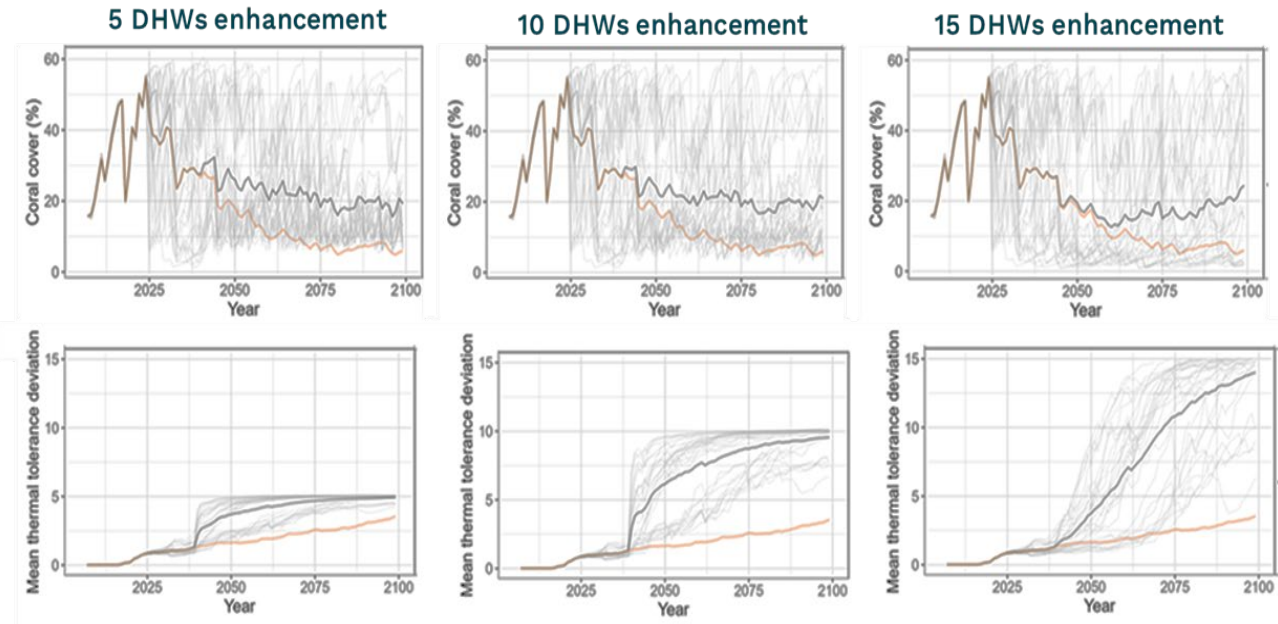 5 DHWs enhancement
10 DHWs enhancement
15 DHWs enhancement
Coral cover (%)
60
40
20
0
2025 2050 2075 2100
Year
Coral cover (%)
60
40
20
0
2025 2050 2075 2100
Year
Coral cover (%)
60
40
20
0
2025 2050 2075 2100
Year
Mean thermal tolerance deviation
15
10
5
0
2025 2050 2075 2100
Year
Mean thermal tolerance deviation
15
10
5
0
2025 2050 2075 2100
Year
Mean thermal tolerance deviation
15
10
5
0
2025 2050 2075 2100
Year